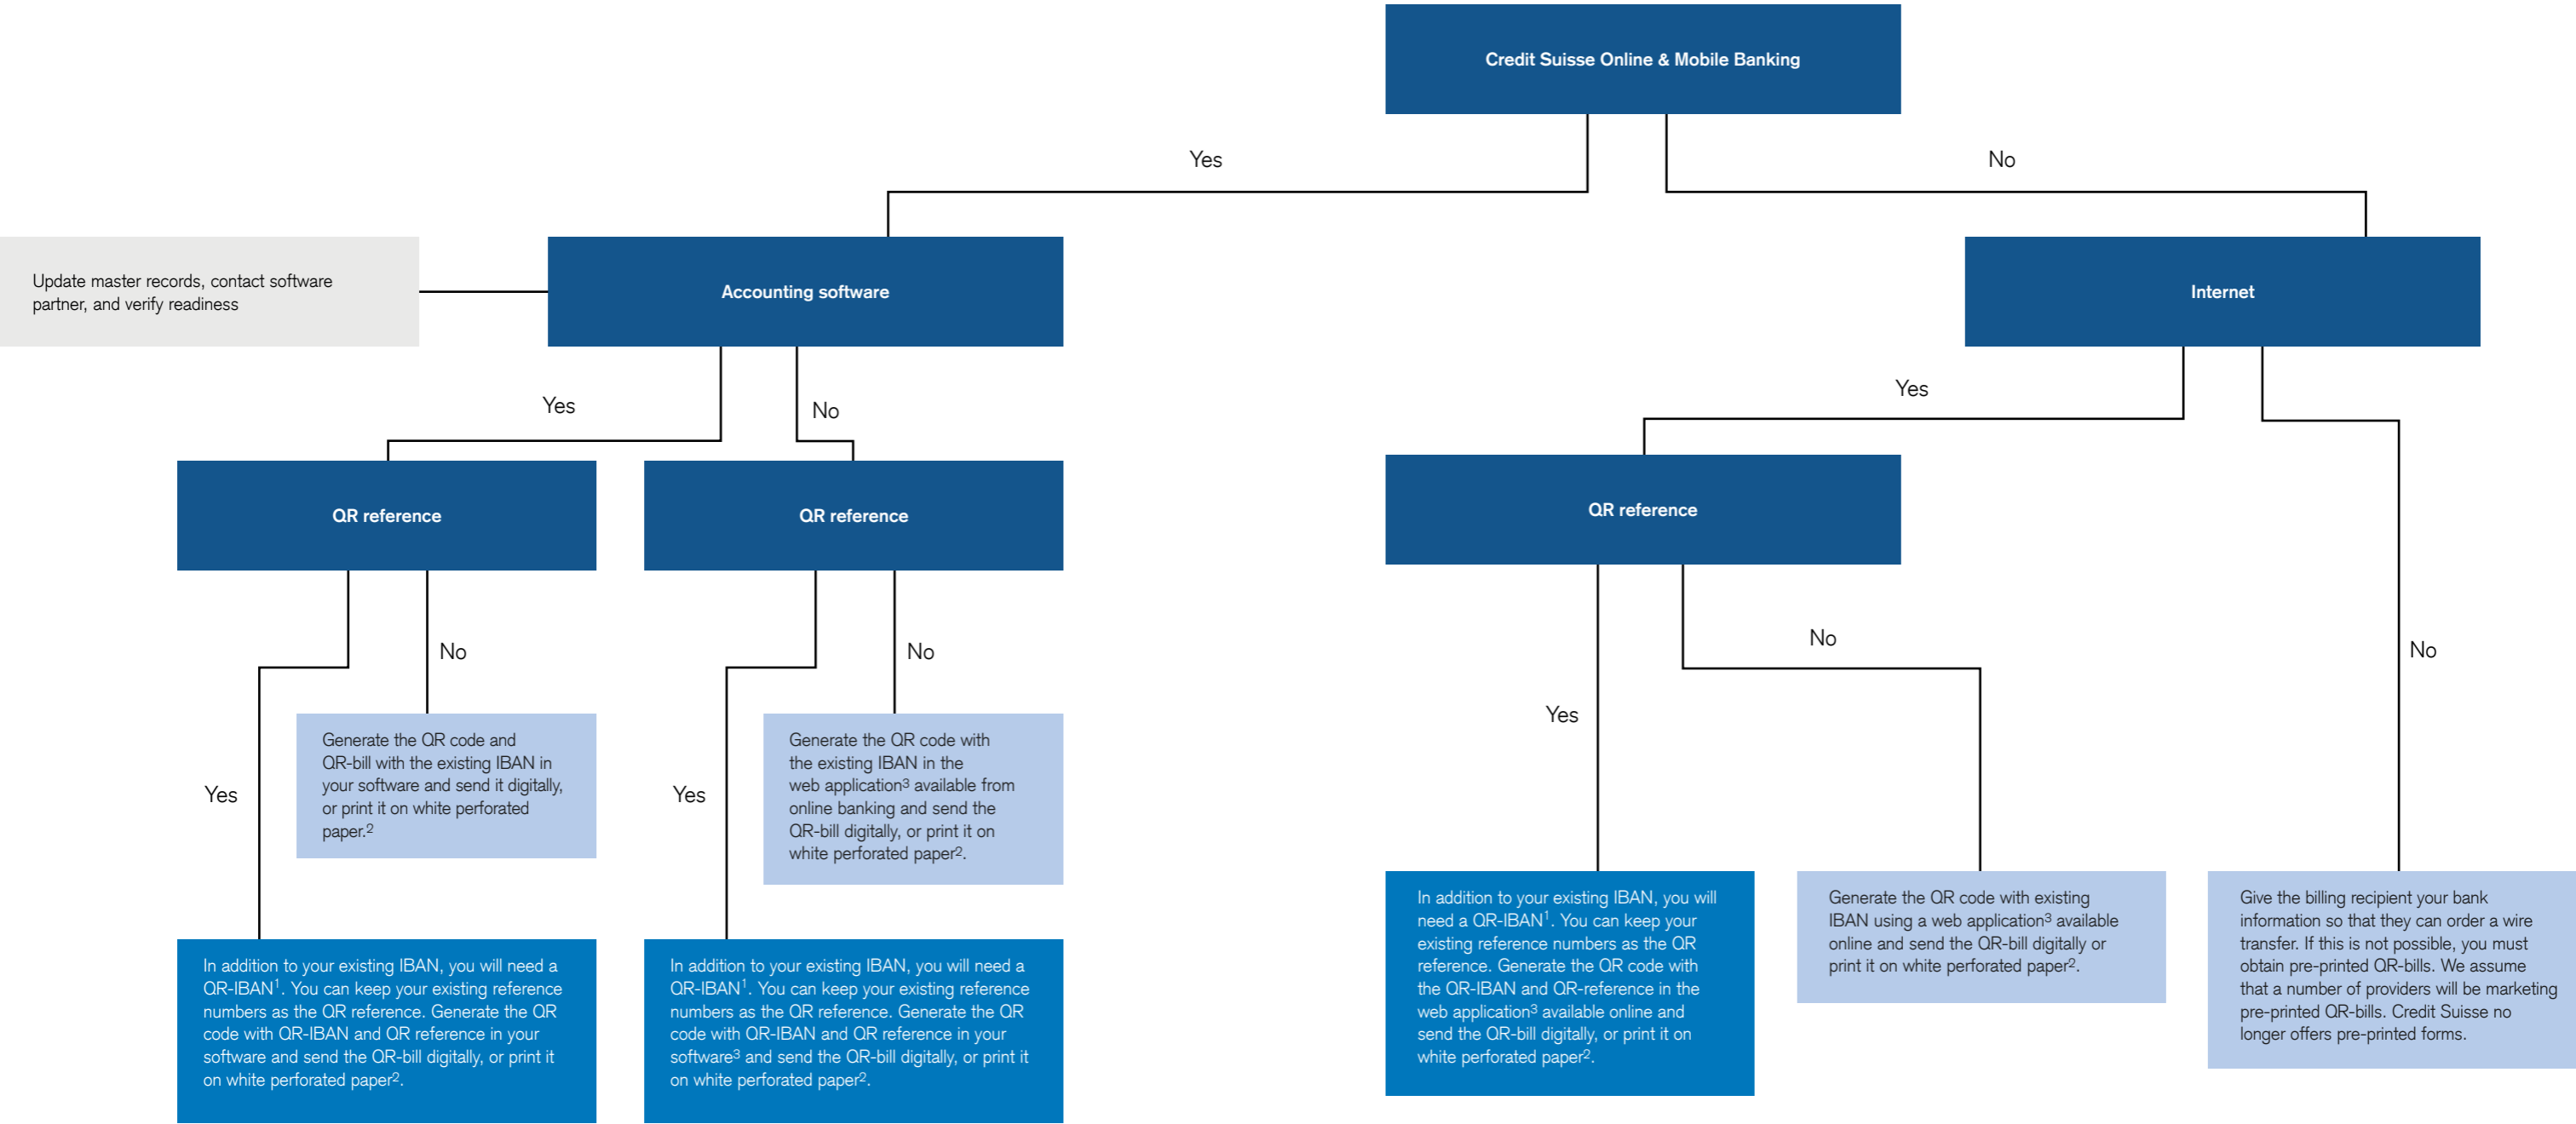 Credit Suisse Online & Mobile Banking
Yes
No
Update master records, contact software
partner, and verify readiness
Accounting software
Internet
Yes
No
Yes
No
QR reference
QR reference
QR reference
Yes
No
Yes
No
Yes
No
Generate the QR code and
QR-bill with the existing IBAN in
your software and send it digitally,
or print it on white perforated
paper.²
Generate the QR code with
the existing IBAN in the
web application³ available from
online banking and send the
QR-bill digitally, or print it on
white perforated paper².
In addition to your existing IBAN, you will need a
QR-IBAN¹. You can keep your existing reference
numbers as the QR reference. Generate the QR
code with QR-IBAN and QR reference in your
software and send the QR-bill digitally, or print it
on white perforated paper².
In addition to your existing IBAN, you will need a
QR-IBAN¹. You can keep your existing reference
numbers as the QR reference. Generate the QR
code with QR-IBAN and QR reference in your
software³ and send the QR-bill digitally, or print it
on white perforated paper².
In addition to your existing IBAN, you will
need a QR-IBAN¹. You can keep your
existing reference numbers as the QR
reference. Generate the QR code with
the QR-IBAN and QR-reference in the
web application³ available online and
send the QR-bill digitally, or print it on
white perforated paper².
Generate the QR code with existing
IBAN using a web application³ available
online and send the QR-bill digitally or
print it on white perforated paper².
Give the billing recipient your bank
information so that they can order a wire
transfer. If this is not possible, you must
obtain pre-printed QR-bills. We assume
that a number of providers will be marketing
pre-printed QR-bills. Credit Suisse no
longer offers pre-printed forms.